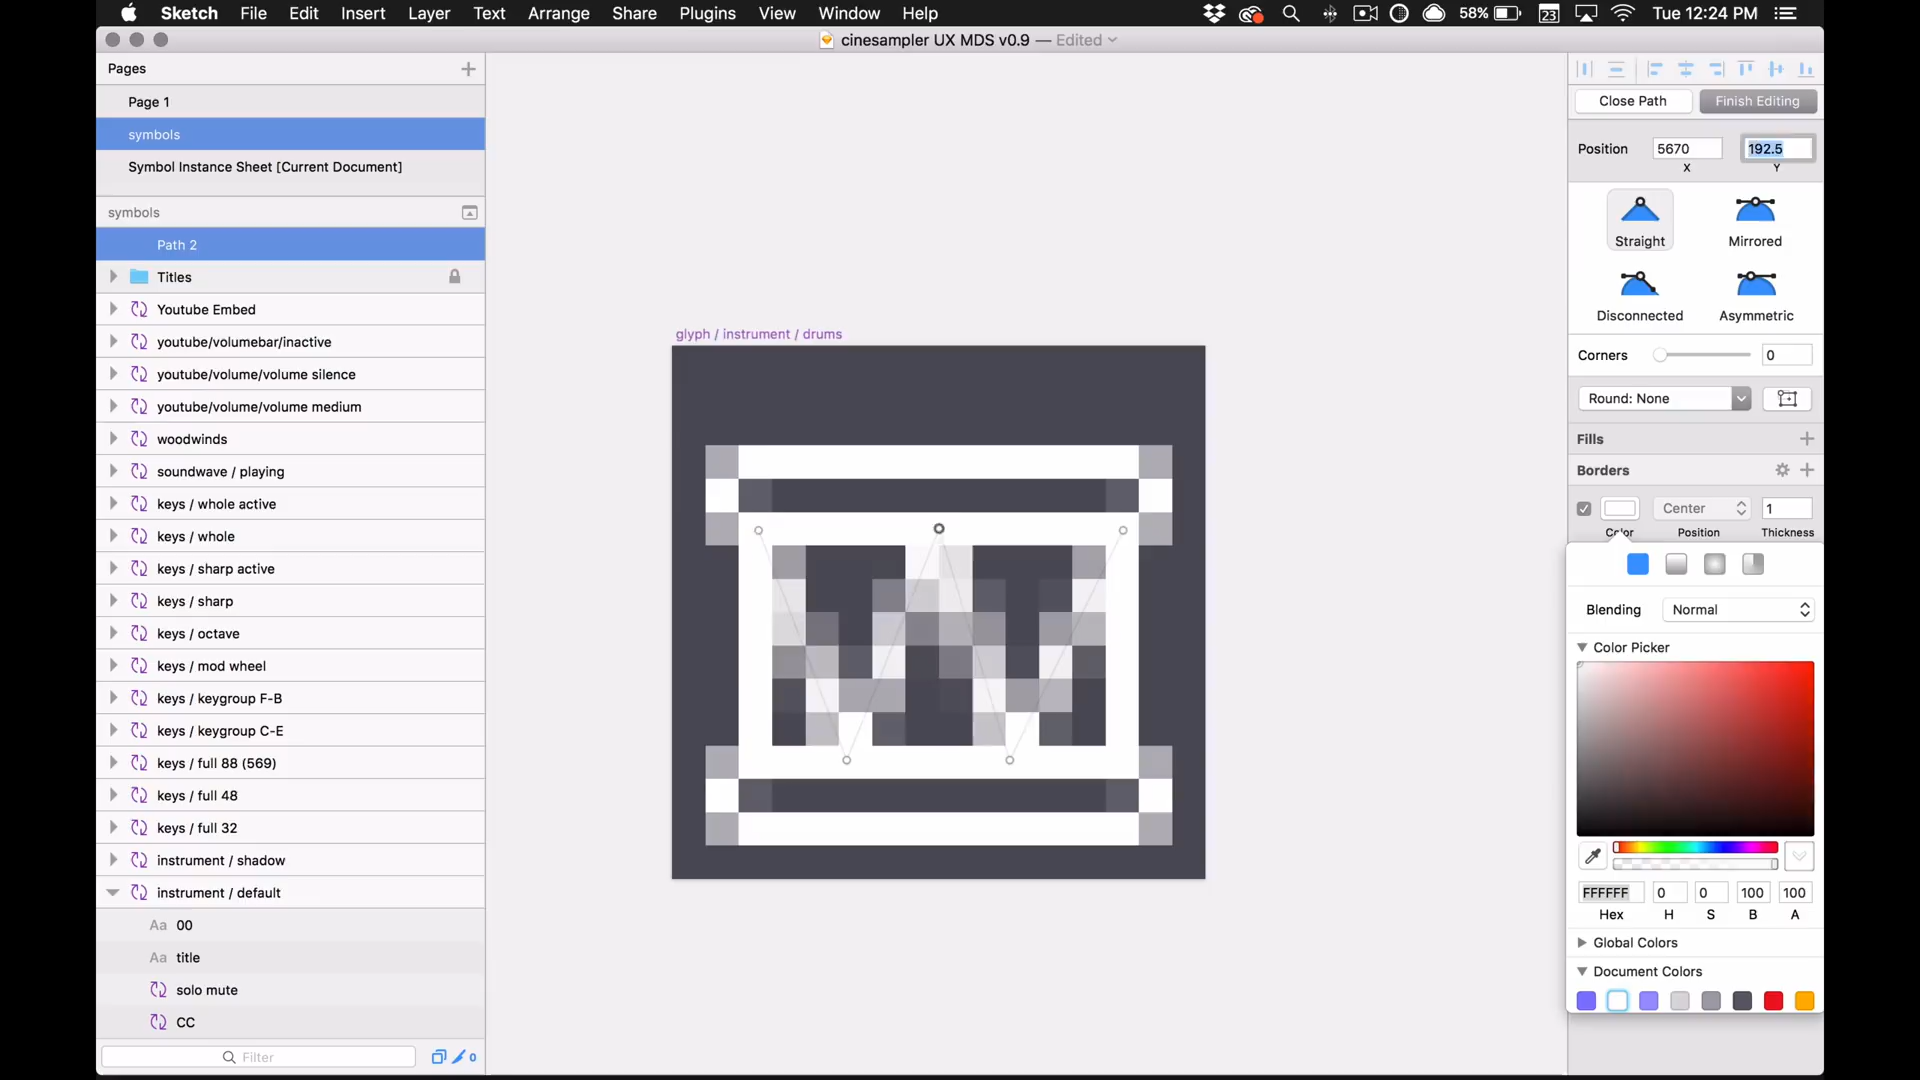 Sketch File Edit Insert Layer Text Arrange Share Plugins View Window Help 58% 23 Tue 12:24 PM
cinesampler UX MDS v0.9 — Edited
Pages
Page 1
symbols
Symbol Instance Sheet [Current Document]
symbols
Path 2
Titles
Youtube Embed
youtube/volumebar/inactive
youtube/volume/volume silence
youtube/volume/volume medium
woodwinds
soundwave / playing
keys / whole active
keys / whole
keys / sharp active
keys / sharp
keys / octave
keys / mod wheel
keys / keygroup F-B
keys / keygroup C-E
keys / full 88 (569)
keys / full 48
keys / full 32
instrument / shadow
instrument / default
Aa 00
Aa title
solo mute
CC
Filter 0
glyph / instrument / drums
Close Path Finish Editing
Position 5670 192.5
X Y
Straight Mirrored
Disconnected Asymmetric
Corners 0
Round: None
Fills
Borders
Center 1
Color Position Thickness
Blending Normal
Color Picker
FFFFFF 0 0 100 100
Hex H S B A
Global Colors
Document Colors